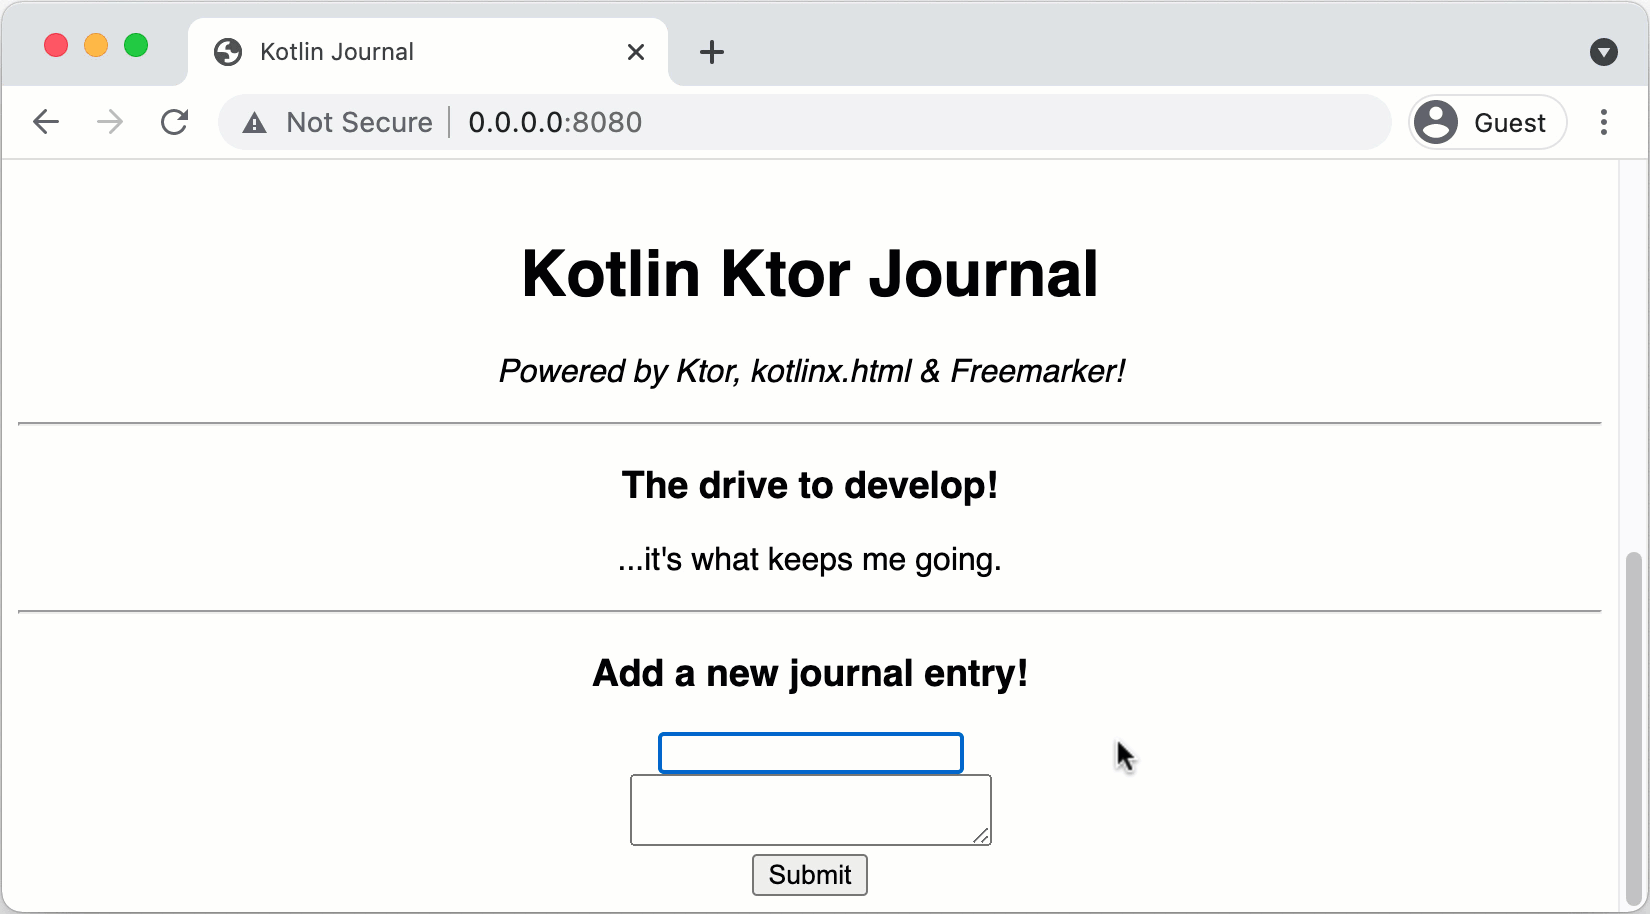 Kotlin Journal
Not Secure 0.0.0.0:8080
Guest
Kotlin Ktor Journal
Powered by Ktor, kotlinx.html & Freemarker!
The drive to develop!
...it's what keeps me going.
Add a new journal entry!
Submit